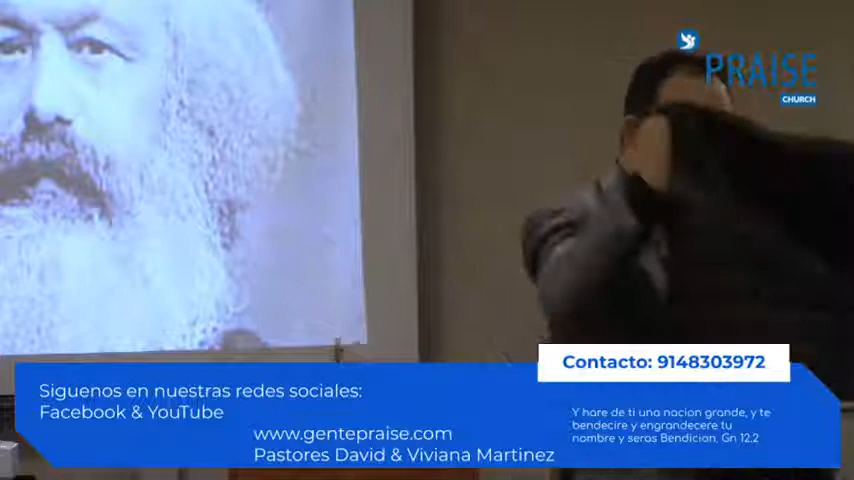 PRAISE
CHURCH
Contacto: 9148303972
Siguenos en nuestras redes sociales:
Facebook & YouTube
www.gentepraise.com
Pastores David & Viviana Martinez
Y hare de ti una nacion grande, y te
bendecire y engrandecere tu
nombre y seras Bendicion, Gn 12,2